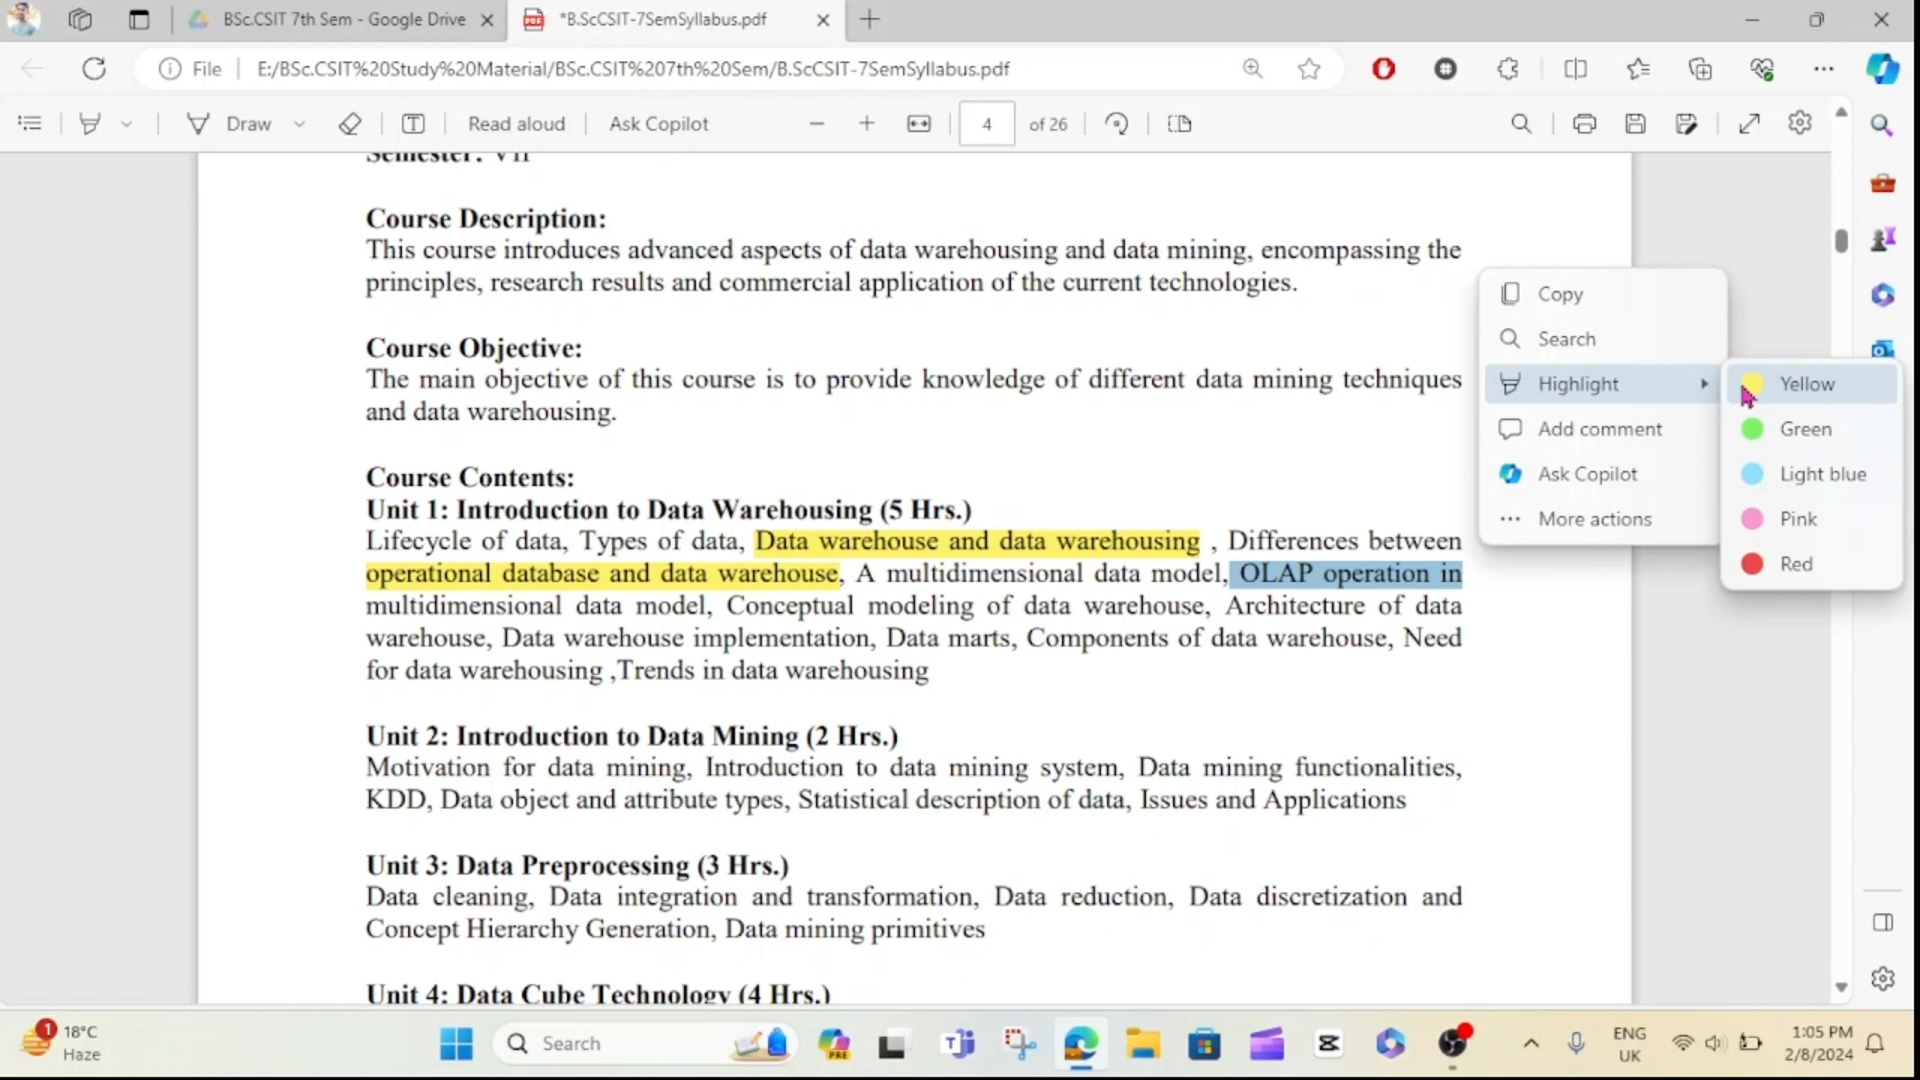 BSc.CSIT 7th Sem - Google Drive
*B.ScCSIT-7SemSyllabus.pdf
File
E:/BSc.CSIT%20Study%20Material/BSc.CSIT%207th%20Sem/B.ScCSIT-7SemSyllabus.pdf
Draw
Read aloud
Ask Copilot
4
of 26
Semester: VII
Course Description:
This course introduces advanced aspects of data warehousing and data mining, encompassing the
principles, research results and commercial application of the current technologies.
Course Objective:
The main objective of this course is to provide knowledge of different data mining techniques
and data warehousing.
Course Contents:
Unit 1: Introduction to Data Warehousing (5 Hrs.)
Lifecycle of data, Types of data, Data warehouse and data warehousing , Differences between
operational database and data warehouse, A multidimensional data model, OLAP operation in
multidimensional data model, Conceptual modeling of data warehouse, Architecture of data
warehouse, Data warehouse implementation, Data marts, Components of data warehouse, Need
for data warehousing ,Trends in data warehousing
Unit 2: Introduction to Data Mining (2 Hrs.)
Motivation for data mining, Introduction to data mining system, Data mining functionalities,
KDD, Data object and attribute types, Statistical description of data, Issues and Applications
Unit 3: Data Preprocessing (3 Hrs.)
Data cleaning, Data integration and transformation, Data reduction, Data discretization and
Concept Hierarchy Generation, Data mining primitives
Unit 4: Data Cube Technology (4 Hrs.)
Copy
Search
Highlight
Add comment
Ask Copilot
More actions
Yellow
Green
Light blue
Pink
Red
1
18°C
Haze
Search
PRE
ENG
UK
1:05 PM
2/8/2024